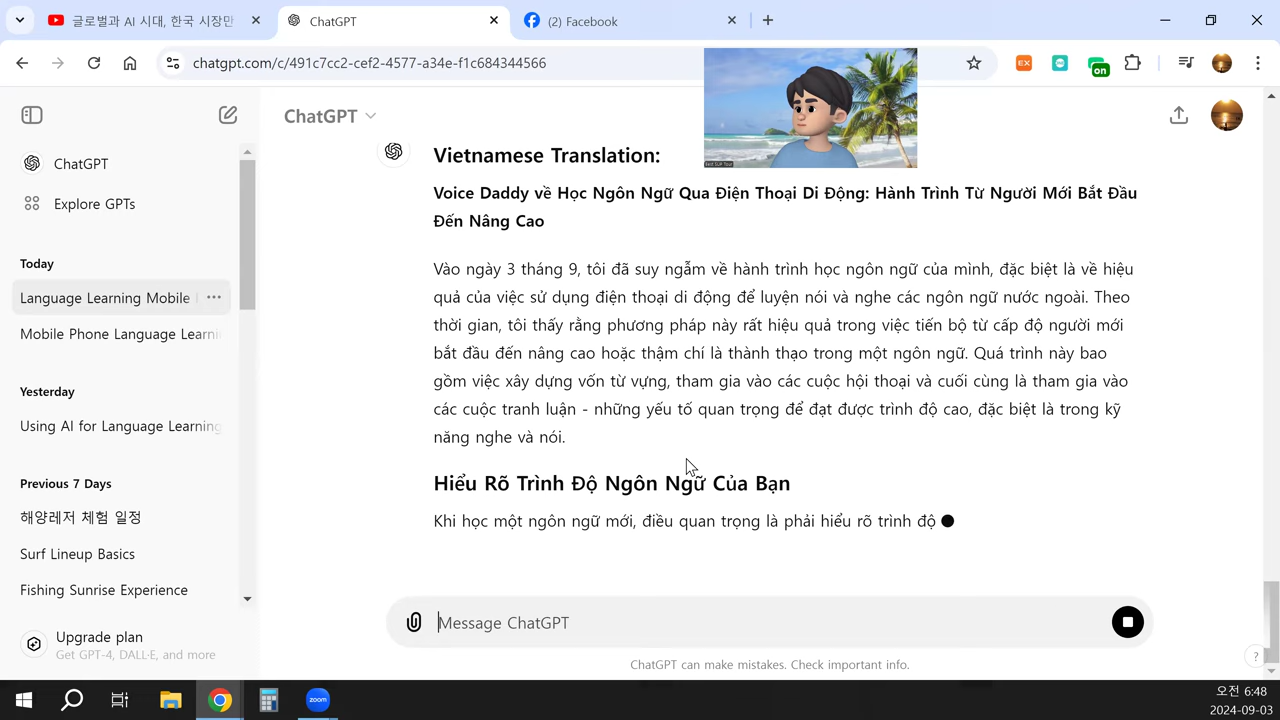 글로벌과 AI 시대, 한국 시장만
ChatGPT
(2) Facebook
chatgpt.com/c/491c7cc2-cef2-4577-a34e-f1c684344566
on
ChatGPT
ChatGPT
Explore GPTs
Today
Language Learning Mobile
Mobile Phone Language Learni
Yesterday
Using AI for Language Learning
Previous 7 Days
해양레저 체험 일정
Surf Lineup Basics
Fishing Sunrise Experience
Upgrade plan
Get GPT-4, DALL·E, and more
Vietnamese Translation:
Voice Daddy về Học Ngôn Ngữ Qua Điện Thoại Di Động: Hành Trình Từ Người Mới Bắt Đầu
Đến Nâng Cao
Vào ngày 3 tháng 9, tôi đã suy ngẫm về hành trình học ngôn ngữ của mình, đặc biệt là về hiệu
quả của việc sử dụng điện thoại di động để luyện nói và nghe các ngôn ngữ nước ngoài. Theo
thời gian, tôi thấy rằng phương pháp này rất hiệu quả trong việc tiến bộ từ cấp độ người mới
bắt đầu đến nâng cao hoặc thậm chí là thành thạo trong một ngôn ngữ. Quá trình này bao
gồm việc xây dựng vốn từ vựng, tham gia vào các cuộc hội thoại và cuối cùng là tham gia vào
các cuộc tranh luận - những yếu tố quan trọng để đạt được trình độ cao, đặc biệt là trong kỹ
năng nghe và nói.
Hiểu Rõ Trình Độ Ngôn Ngữ Của Bạn
Khi học một ngôn ngữ mới, điều quan trọng là phải hiểu rõ trình độ
Message ChatGPT
ChatGPT can make mistakes. Check important info.
?
zoom
오전 6:48
2024-09-03